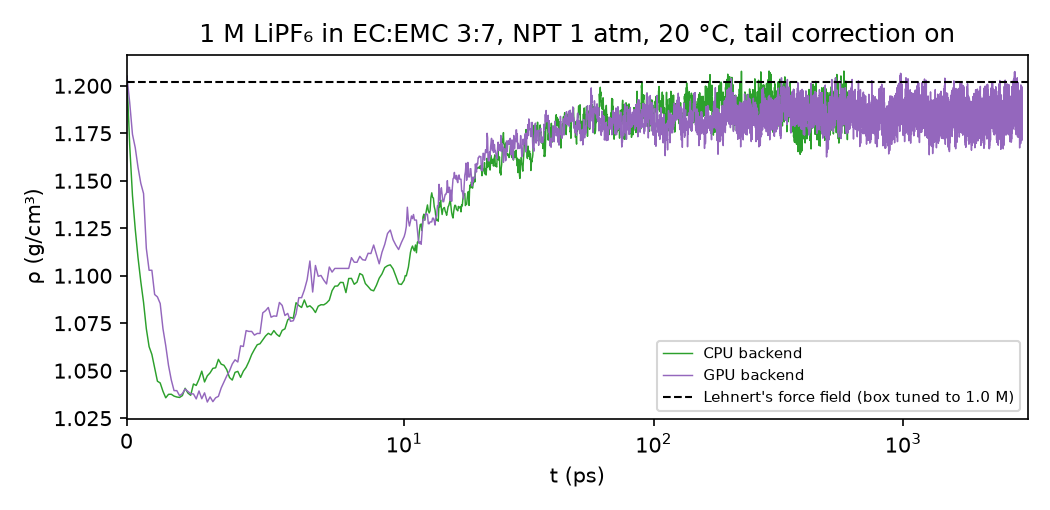 1 M LiPF₆ in EC:EMC 3:7, NPT 1 atm, 20 °C, tail correction on
ρ (g/cm³)
1.200
1.175
1.150
1.125
1.100
1.075
1.050
1.025
CPU backend
GPU backend
Lehnert's force field (box tuned to 1.0 M)
0
10¹
10²
10³
t (ps)